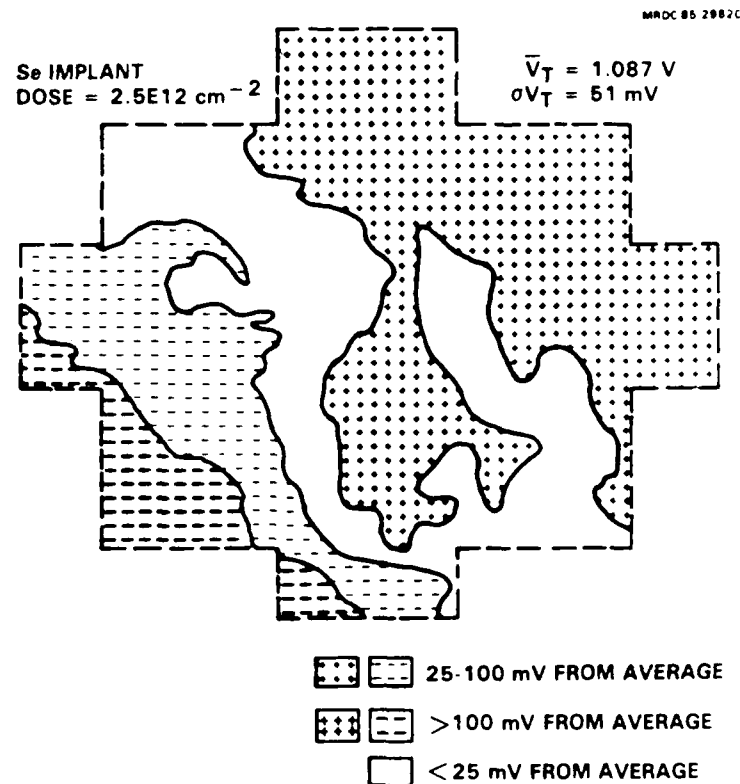 MRDC 85 29820
Se IMPLANT
DOSE = 2.5E12 cm⁻²
V̅T = 1.087 V
σVT = 51 mV
25-100 mV FROM AVERAGE
>100 mV FROM AVERAGE
<25 mV FROM AVERAGE